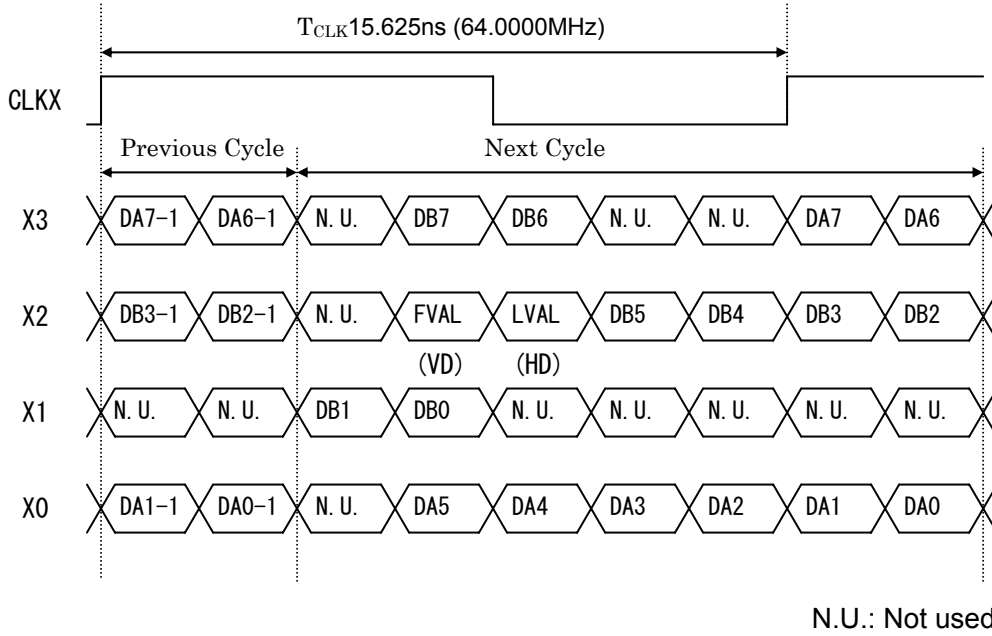 TCLK15.625ns (64.0000MHz)
CLKX
Previous Cycle Next Cycle
X3 DA7-1 DA6-1 N. U. DB7 DB6 N. U. N. U. DA7 DA6
X2 DB3-1 DB2-1 N. U. FVAL LVAL DB5 DB4 DB3 DB2
(VD) (HD)
X1 N. U. N. U. DB1 DB0 N. U. N. U. N. U. N. U. N. U.
X0 DA1-1 DA0-1 N. U. DA5 DA4 DA3 DA2 DA1 DA0
N.U.: Not used